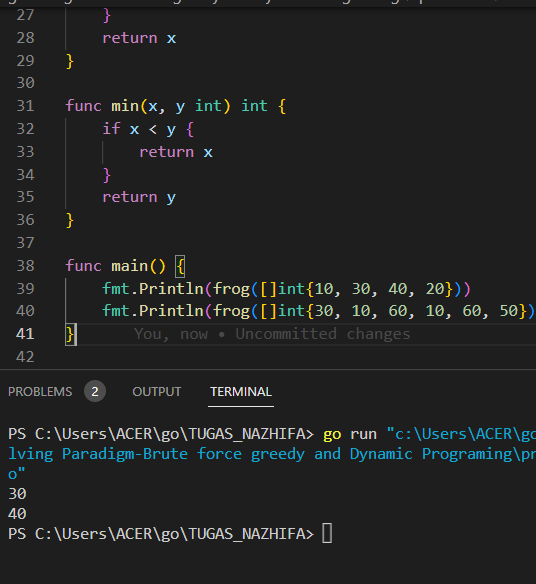 27 }
28 return x
29 }
30
31 func min(x, y int) int {
32 if x < y {
33 return x
34 }
35 return y
36 }
37
38 func main() {
39 fmt.Println(frog([]int{10, 30, 40, 20}))
40 fmt.Println(frog([]int{30, 10, 60, 10, 60, 50})
41 } You, now • Uncommitted changes
42
PROBLEMS 2 OUTPUT TERMINAL
PS C:\Users\ACER\go\TUGAS_NAZHIFA> go run "c:\Users\ACER\go
lving Paradigm-Brute force greedy and Dynamic Programing\pr
o"
30
40
PS C:\Users\ACER\go\TUGAS_NAZHIFA>